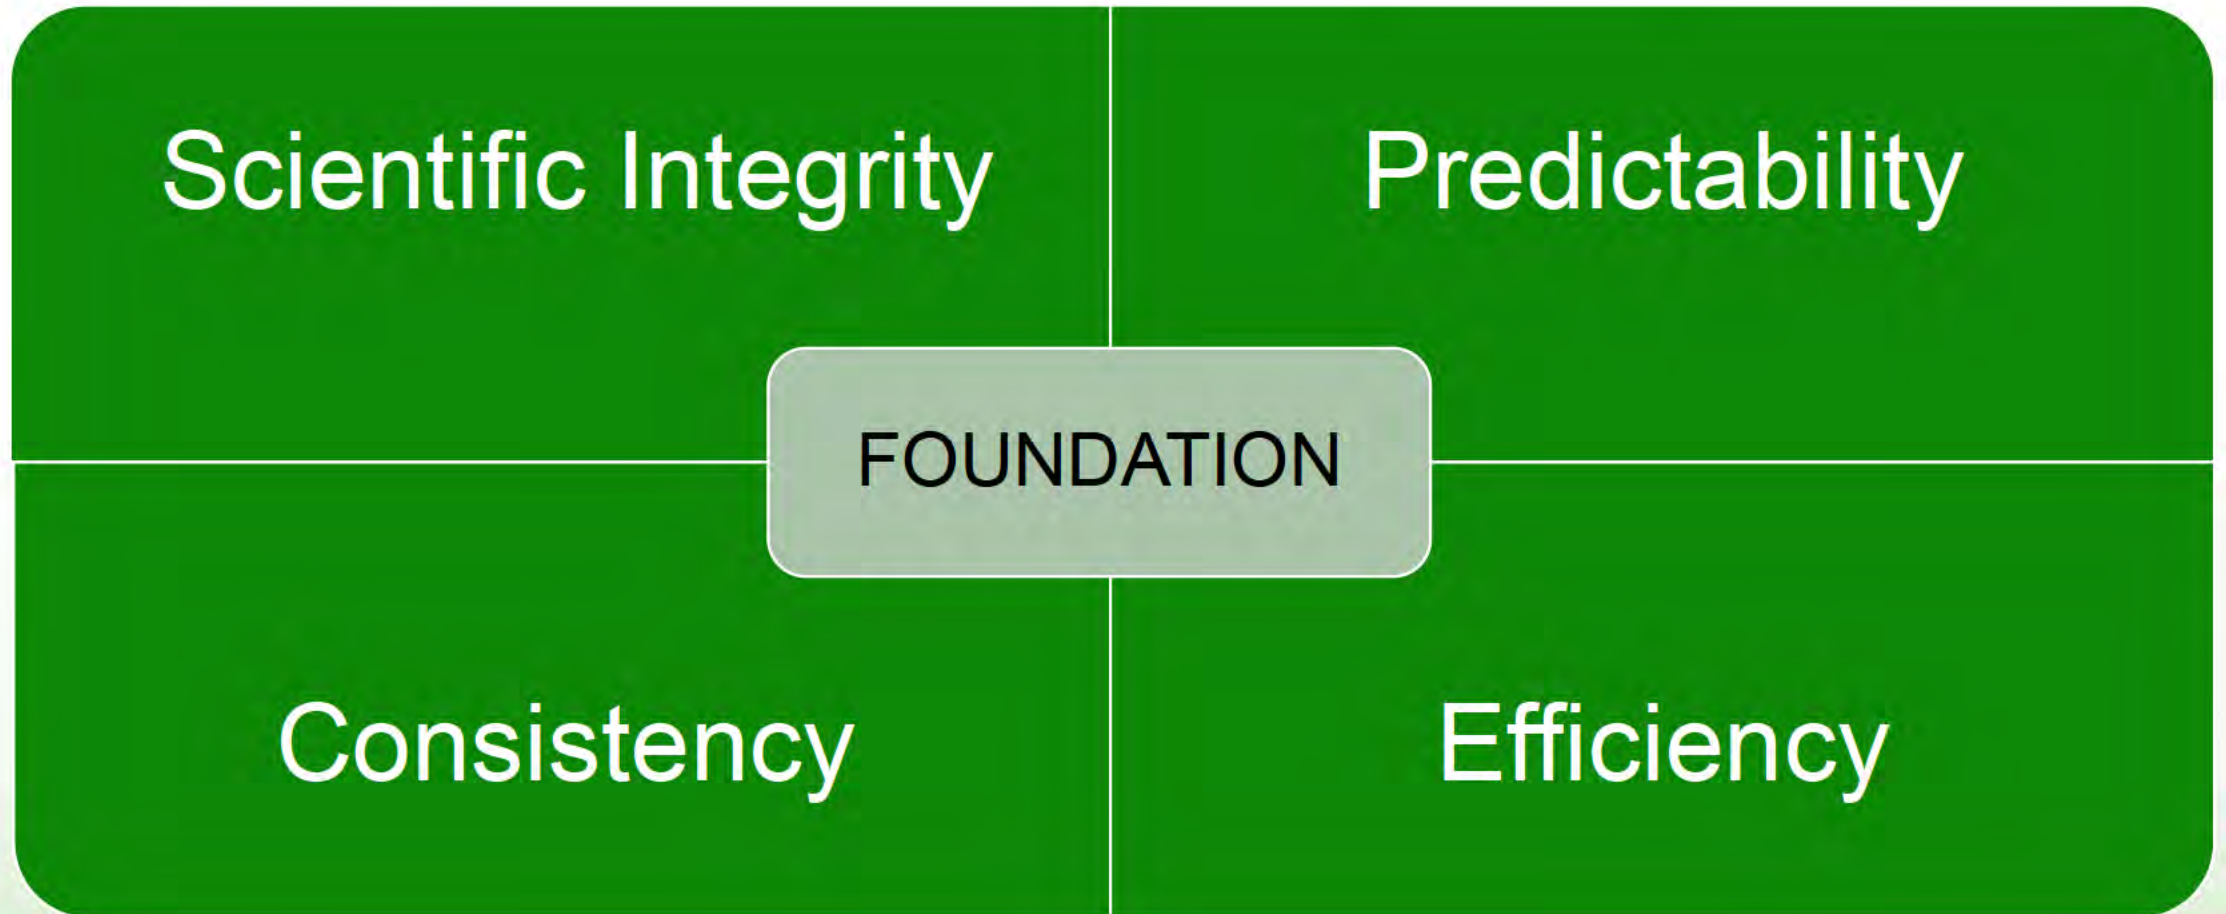 Scientific Integrity
Predictability
FOUNDATION
Consistency
Efficiency